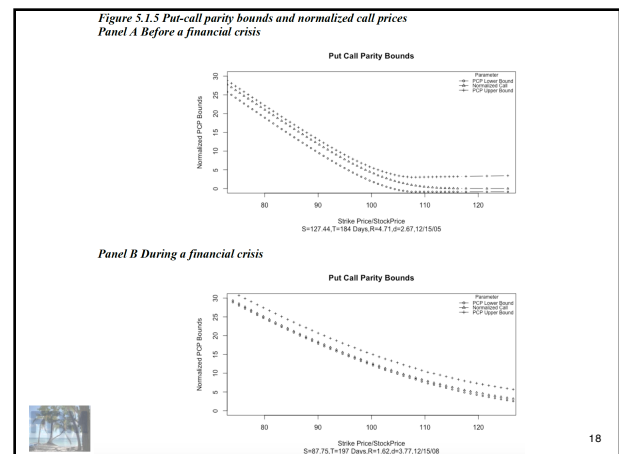 Figure 5.1.5 Put-call parity bounds and normalized call prices
Panel A Before a financial crisis
Put Call Parity Bounds
Parameter
PCP Lower Bound
Normalized Call
PCP Upper Bound
Normalized PCP Bounds
30
25
20
15
10
5
0
80 90 100 110 120
Strike Price/StockPrice
S=127.44,T=184 Days,R=4.71,d=2.67,12/15/05
Panel B During a financial crisis
Put Call Parity Bounds
Parameter
PCP Lower Bound
Normalized Call
PCP Upper Bound
Normalized PCP Bounds
30
25
20
15
10
5
0
80 90 100 110 120
Strike Price/StockPrice
S=87.75,T=197 Days,R=1.62,d=3.77,12/15/08
18